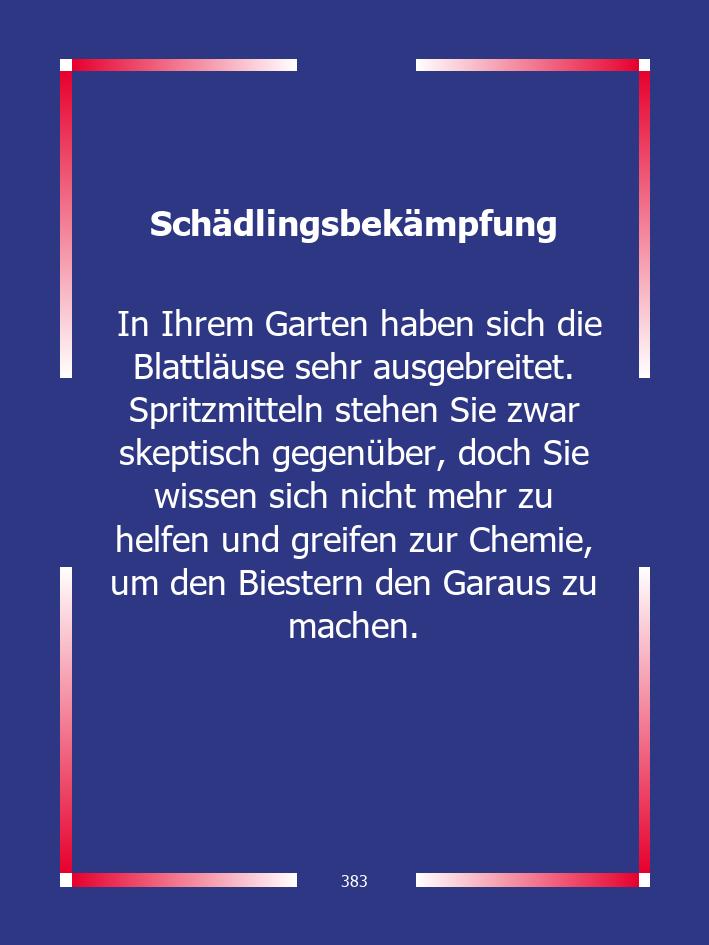 Schädlingsbekämpfung
In Ihrem Garten haben sich die
Blattläuse sehr ausgebreitet.
Spritzmitteln stehen Sie zwar
skeptisch gegenüber, doch Sie
wissen sich nicht mehr zu
helfen und greifen zur Chemie,
um den Biestern den Garaus zu
machen.
383